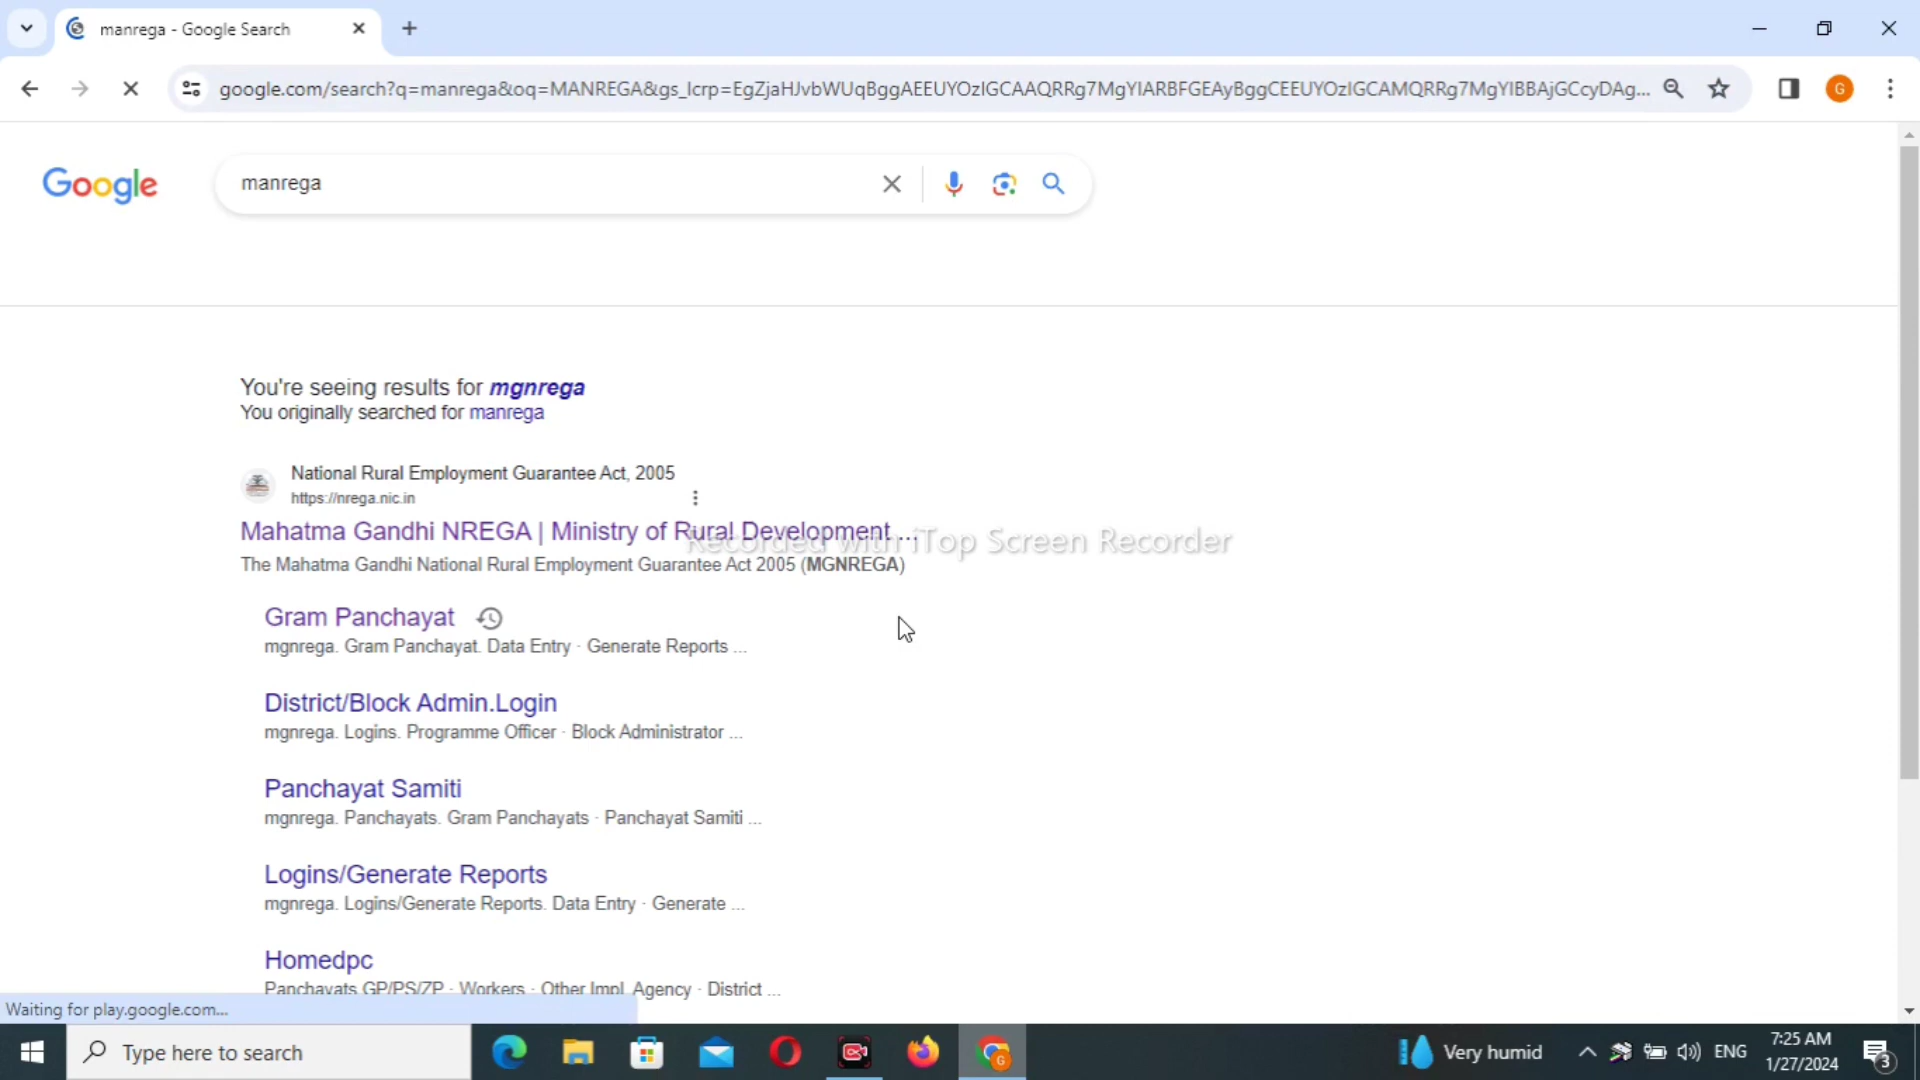 manrega - Google Search
google.com/search?q=manrega&oq=MANREGA&gs_lcrp=EgZjaHJvbWUqBggAEEUYOzIGCAAQRRg7MgYIARBFGEAyBggCEEUYOzIGCAMQRRg7MgYIBBAjGCcyDAg...
G
Google
manrega
You're seeing results for mgnrega
You originally searched for manrega
National Rural Employment Guarantee Act, 2005
https://nrega.nic.in
Mahatma Gandhi NREGA | Ministry of Rural Development ...
Recorded with iTop Screen Recorder
The Mahatma Gandhi National Rural Employment Guarantee Act 2005 (MGNREGA)
Gram Panchayat
mgnrega. Gram Panchayat. Data Entry · Generate Reports ...
District/Block Admin.Login
mgnrega. Logins. Programme Officer · Block Administrator ...
Panchayat Samiti
mgnrega. Panchayats. Gram Panchayats · Panchayat Samiti ...
Logins/Generate Reports
mgnrega. Logins/Generate Reports. Data Entry · Generate ...
Homedpc
Panchayats GP/PS/ZP · Workers · Other Impl. Agency · District ...
Waiting for play.google.com...
Type here to search
G
Very humid
ENG
7:25 AM
1/27/2024
3